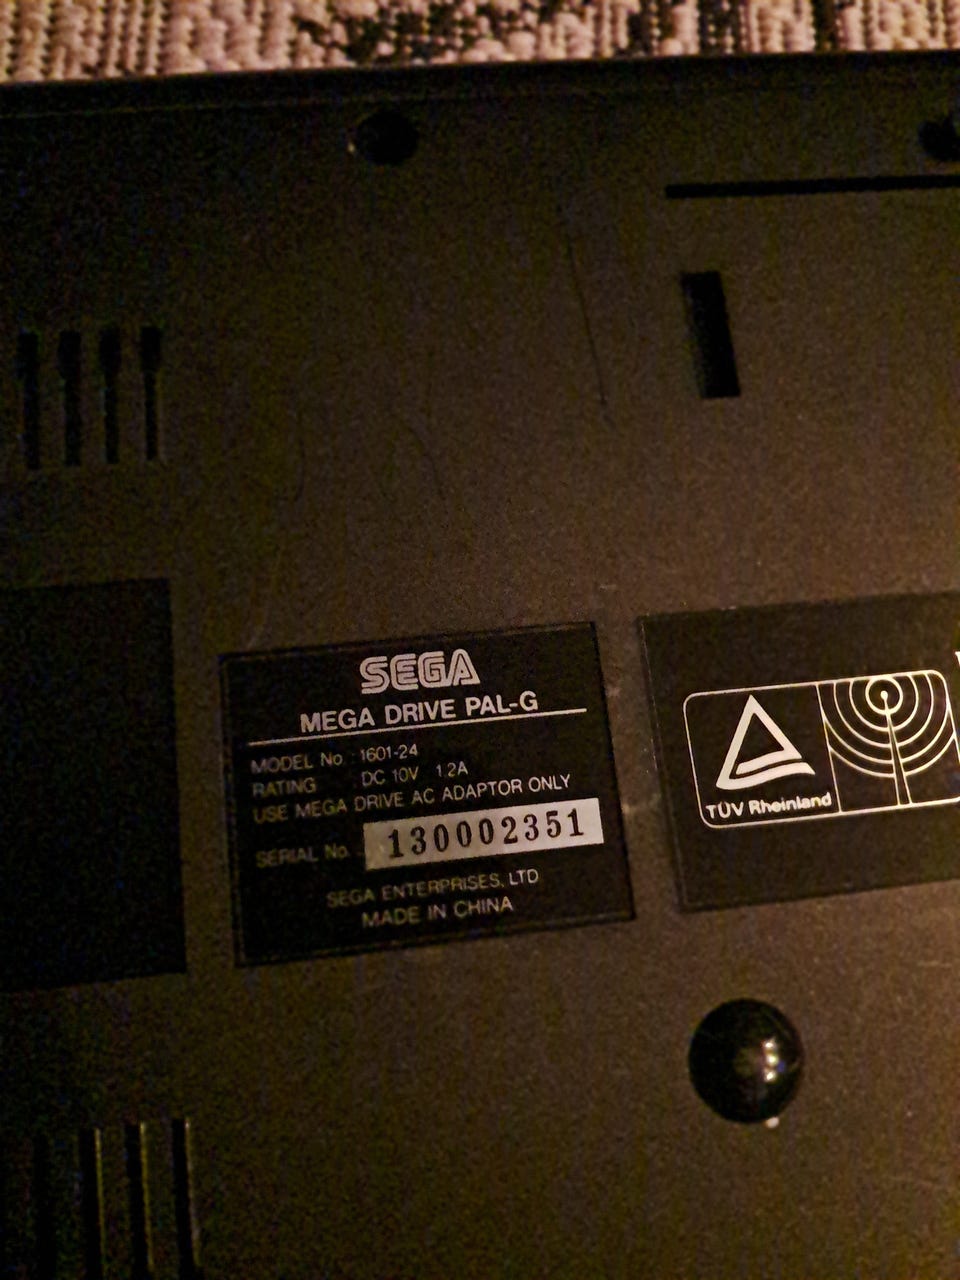 SEGA
MEGA DRIVE PAL-G
MODEL No : 1601-24
RATING : DC 10V 1.2A
USE MEGA DRIVE AC ADAPTOR ONLY
SERIAL No. : 130002351
SEGA ENTERPRISES, LTD
MADE IN CHINA
TÜV Rheinland